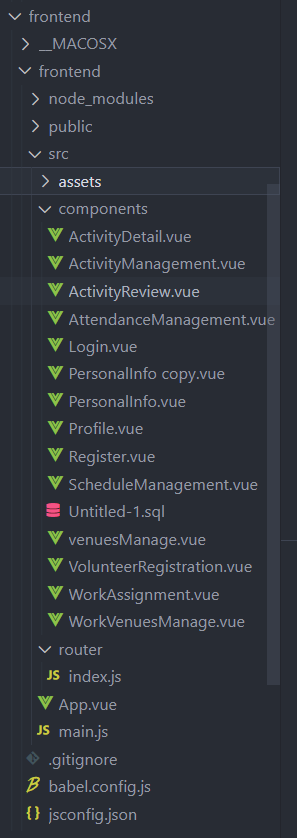 frontend
__MACOSX
frontend
node_modules
public
src
assets
components
ActivityDetail.vue
ActivityManagement.vue
ActivityReview.vue
AttendanceManagement.vue
Login.vue
PersonalInfo copy.vue
PersonalInfo.vue
Profile.vue
Register.vue
ScheduleManagement.vue
Untitled-1.sql
venuesManage.vue
VolunteerRegistration.vue
WorkAssignment.vue
WorkVenuesManage.vue
router
JS index.js
App.vue
JS main.js
.gitignore
babel.config.js
{ } jsconfig.json